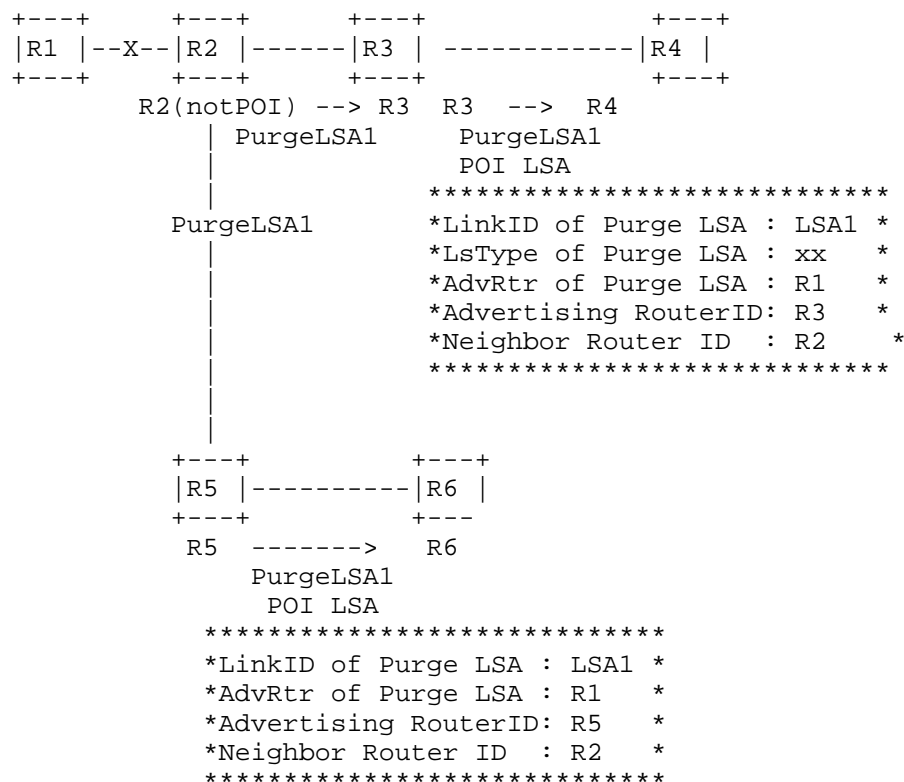 +---+      +---+      +---+              +---+
|R1 |--X--|R2 |------|R3 | ------------|R4 |
+---+      +---+      +---+              +---+
R2(notPOI) --> R3  R3  -->  R4
| PurgeLSA1     PurgeLSA1
|               POI LSA
|             *****************************
PurgeLSA1       *LinkID of Purge LSA : LSA1 *
|             *LsType of Purge LSA : xx   *
|             *AdvRtr of Purge LSA : R1   *
|             *Advertising RouterID: R3   *
|             *Neighbor Router ID  : R2    *
|             *****************************
|
|
+---+          +---+
|R5 |----------|R6 |
+---+          +---
R5  ------->   R6
PurgeLSA1
POI LSA
*****************************
*LinkID of Purge LSA : LSA1 *
*AdvRtr of Purge LSA : R1   *
*Advertising RouterID: R5   *
*Neighbor Router ID  : R2   *
*****************************